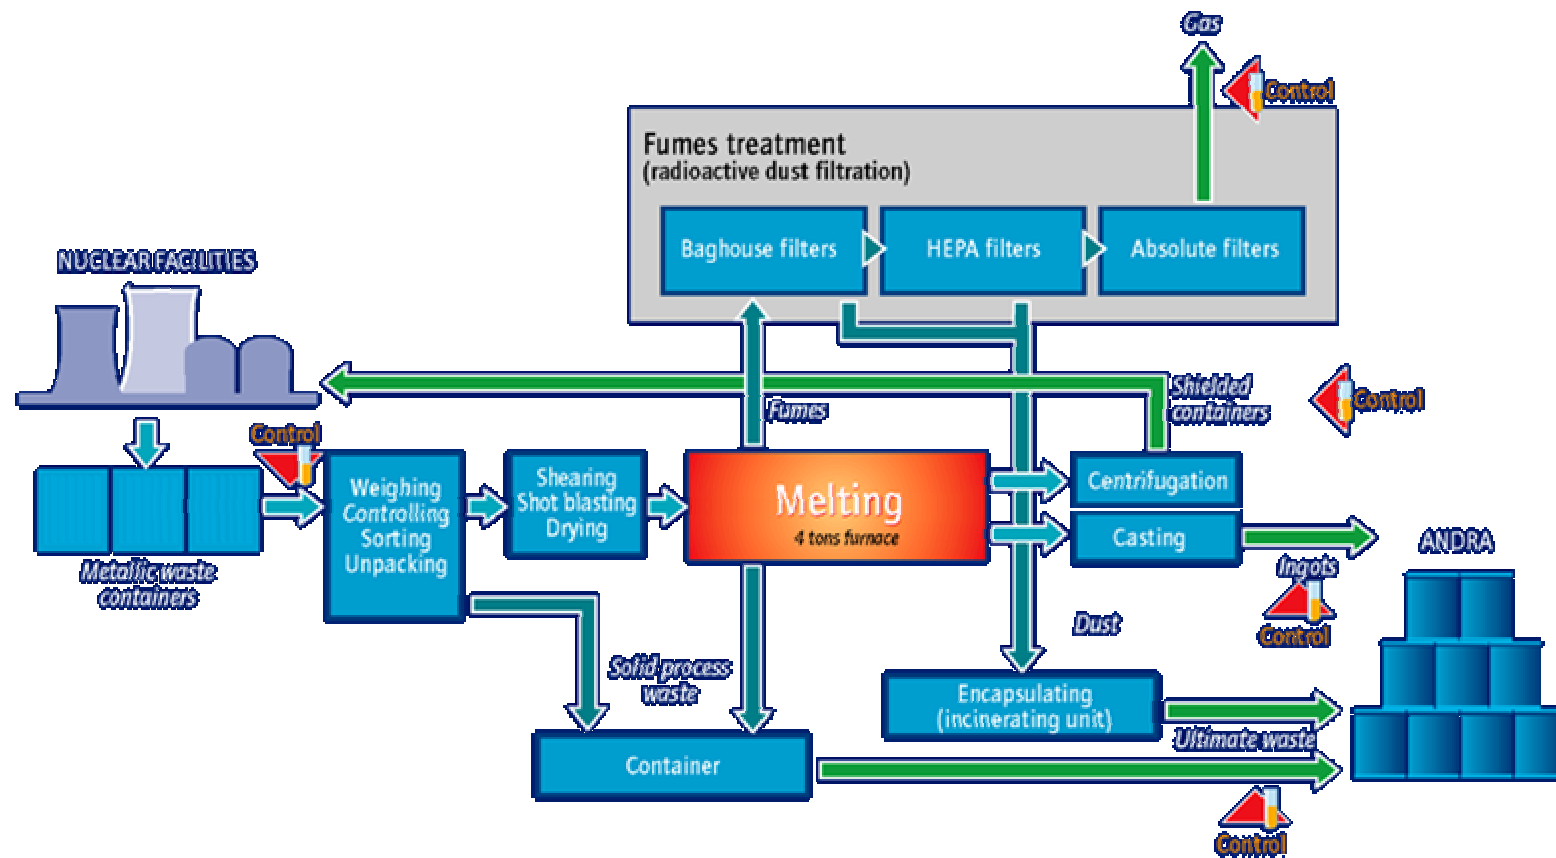 Gas
Control
Fumes treatment
(radioactive dust filtration)
Baghouse filters
HEPA filters
Absolute filters
NUCLEAR FACILITIES
Fumes
Shielded
containers
Control
Control
Metallic waste
containers
Weighing
Controlling
Sorting
Unpacking
Shearing
Shot blasting
Drying
Melting
4 tons furnace
Centrifugation
Casting
Ingots
Control
ANDRA
Dust
Solid process
waste
Encapsulating
(incinerating unit)
Ultimate waste
Container
Control